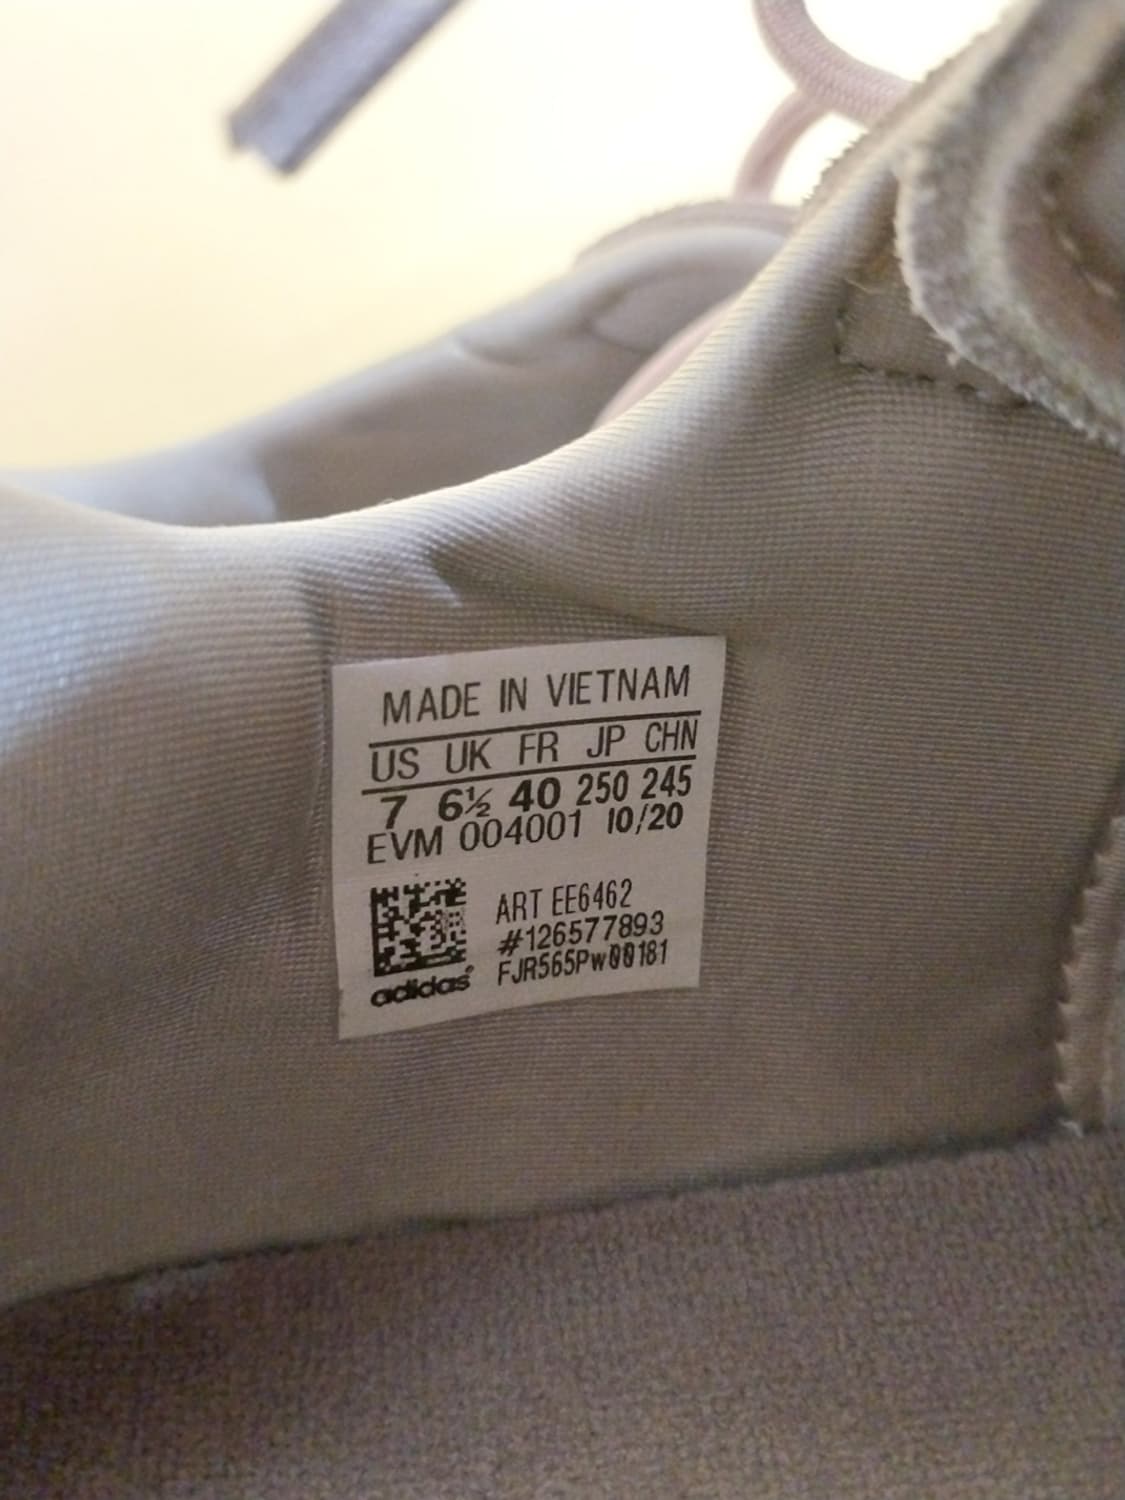 MADE IN VIETNAM
US UK FR JP CHN
7 6½ 40 250 245
EVM 004001 10/20
ART EE6462
#126577893
FJR565Pw00181
adidas®